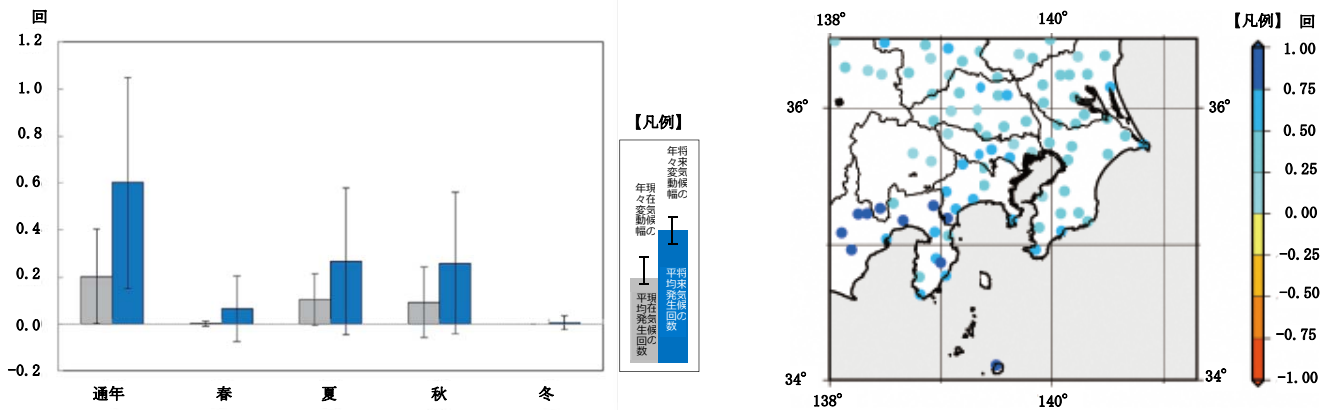 回
1.2
1.0
0.8
0.6
0.4
0.2
0.0
-0.2
通年
春
夏
秋
冬
【凡例】
将来気候の
年々変動幅
現在気候の
年々変動幅
将来気候の
平均発生回数
現在気候の
平均発生回数
138°
140°
36°
36°
34°
34°
138°
140°
【凡例】 回
1.00
0.75
0.50
0.25
0.00
-0.25
-0.50
-0.75
-1.00